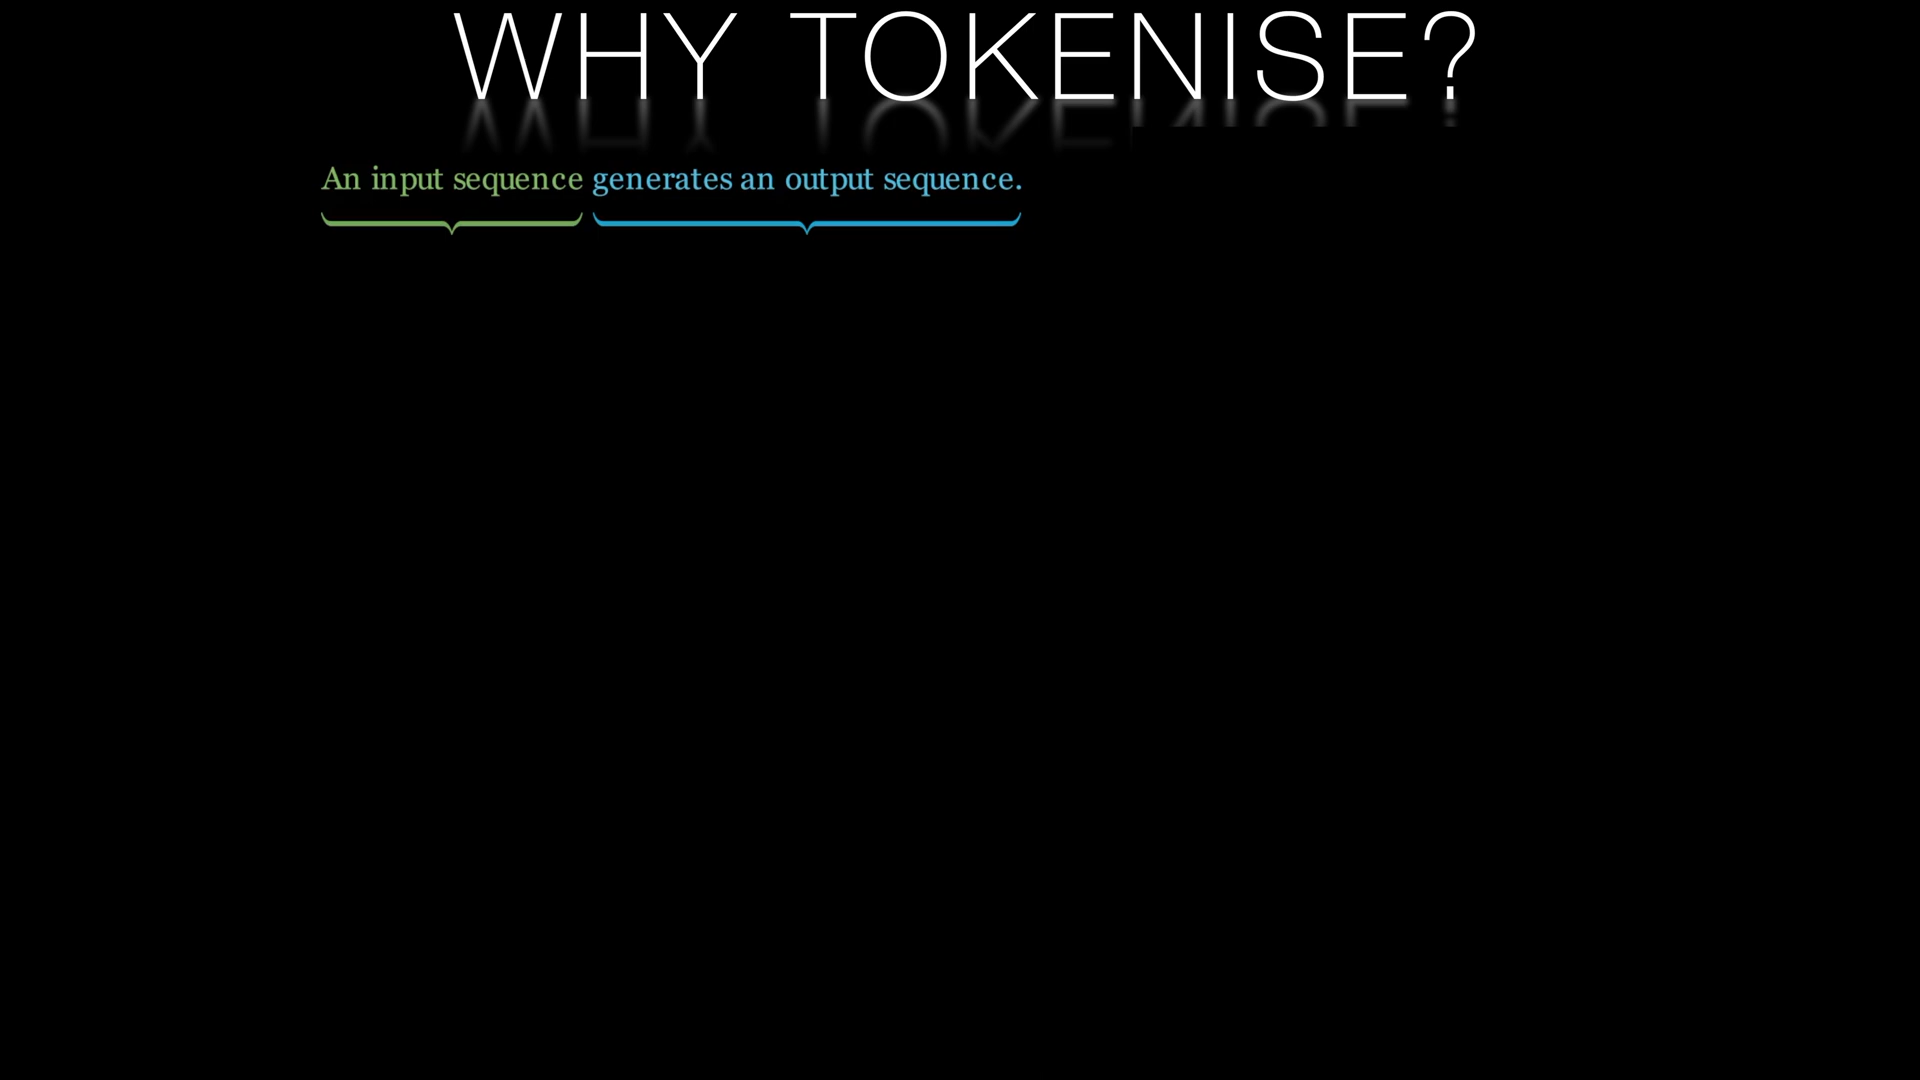 WHY TOKENISE?
An input sequence generates an output sequence.